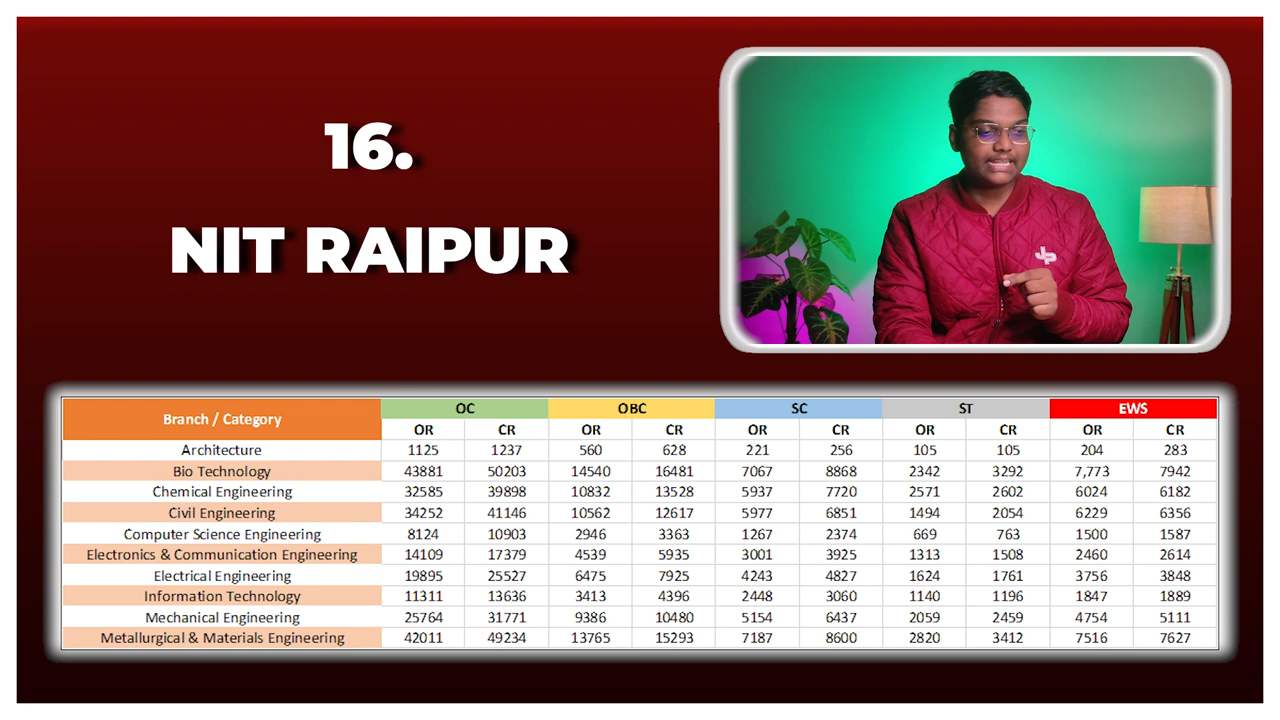 16.
NIT RAIPUR
JP
Branch / Category OC OBC SC ST EWS
OR CR OR CR OR CR OR CR OR CR
Architecture 1125 1237 560 628 221 256 105 105 204 283
Bio Technology 43881 50203 14540 16481 7067 8868 2342 3292 7,773 7942
Chemical Engineering 32585 39898 10832 13528 5937 7720 2571 2602 6024 6182
Civil Engineering 34252 41146 10562 12617 5977 6851 1494 2054 6229 6356
Computer Science Engineering 8124 10903 2946 3363 1267 2374 669 763 1500 1587
Electronics & Communication Engineering 14109 17379 4539 5935 3001 3925 1313 1508 2460 2614
Electrical Engineering 19895 25527 6475 7925 4243 4827 1624 1761 3756 3848
Information Technology 11311 13636 3413 4396 2448 3060 1140 1196 1847 1889
Mechanical Engineering 25764 31771 9386 10480 5154 6437 2059 2459 4754 5111
Metallurgical & Materials Engineering 42011 49234 13765 15293 7187 8600 2820 3412 7516 7627